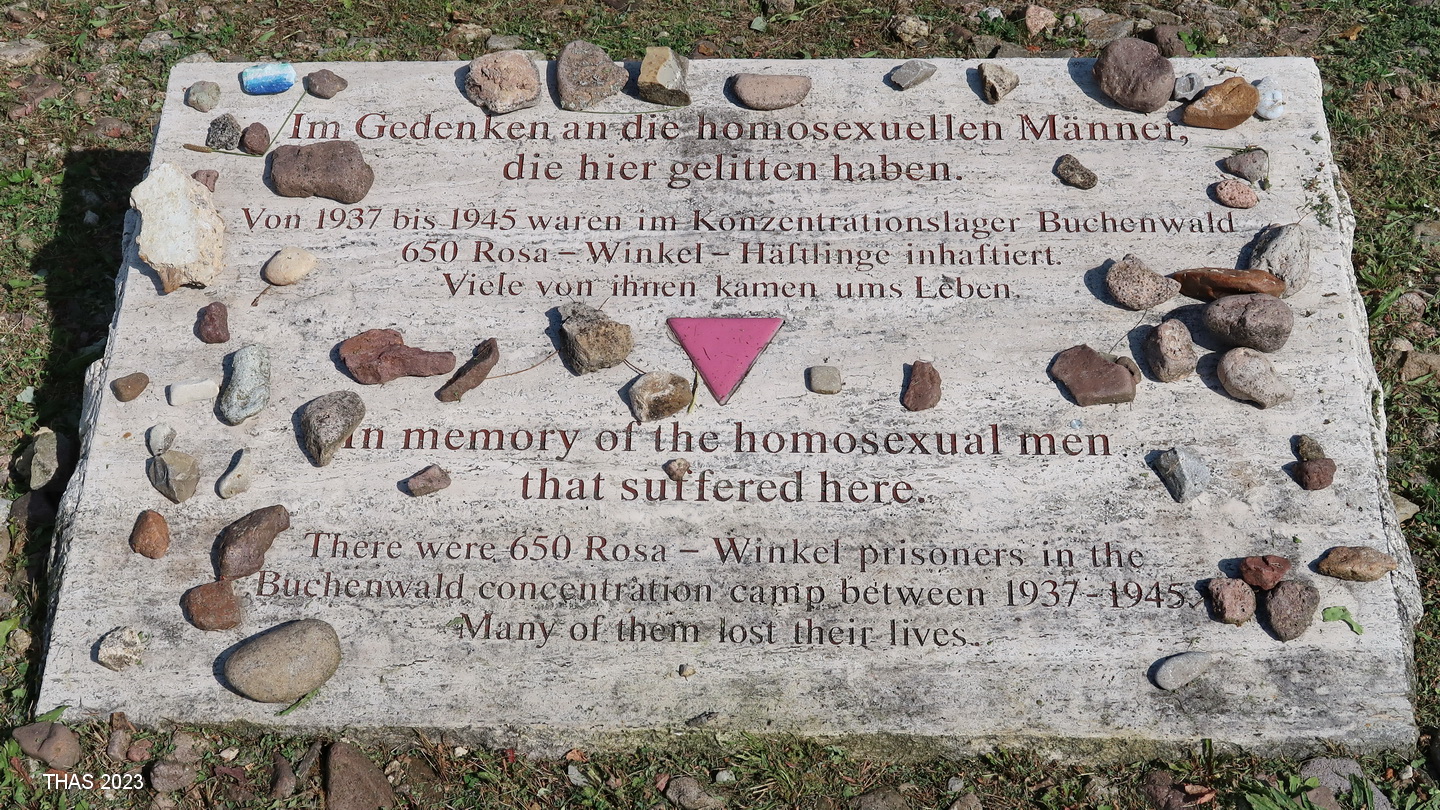 Im Gedenken an die homosexuellen Männer,
die hier gelitten haben.
Von 1937 bis 1945 waren im Konzentrationslager Buchenwald
650 Rosa – Winkel – Häftlinge inhaftiert.
Viele von ihnen kamen ums Leben.
In memory of the homosexual men
that suffered here.
There were 650 Rosa – Winkel prisoners in the
Buchenwald concentration camp between 1937-1945.
Many of them lost their lives.
THAS 2023